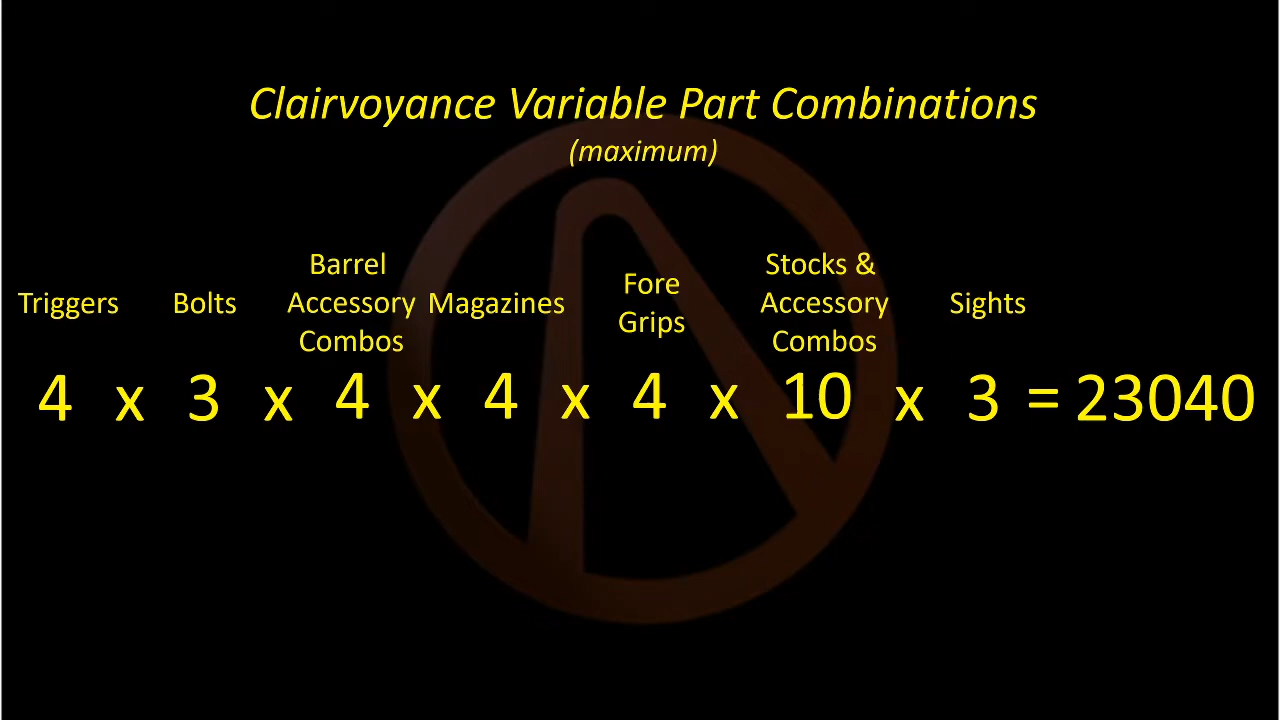 Clairvoyance Variable Part Combinations
(maximum)
Triggers
Bolts
Barrel
Accessory
Combos
Magazines
Fore
Grips
Stocks &
Accessory
Combos
Sights
4 x 3 x 4 x 4 x 4 x 10 x 3 = 23040